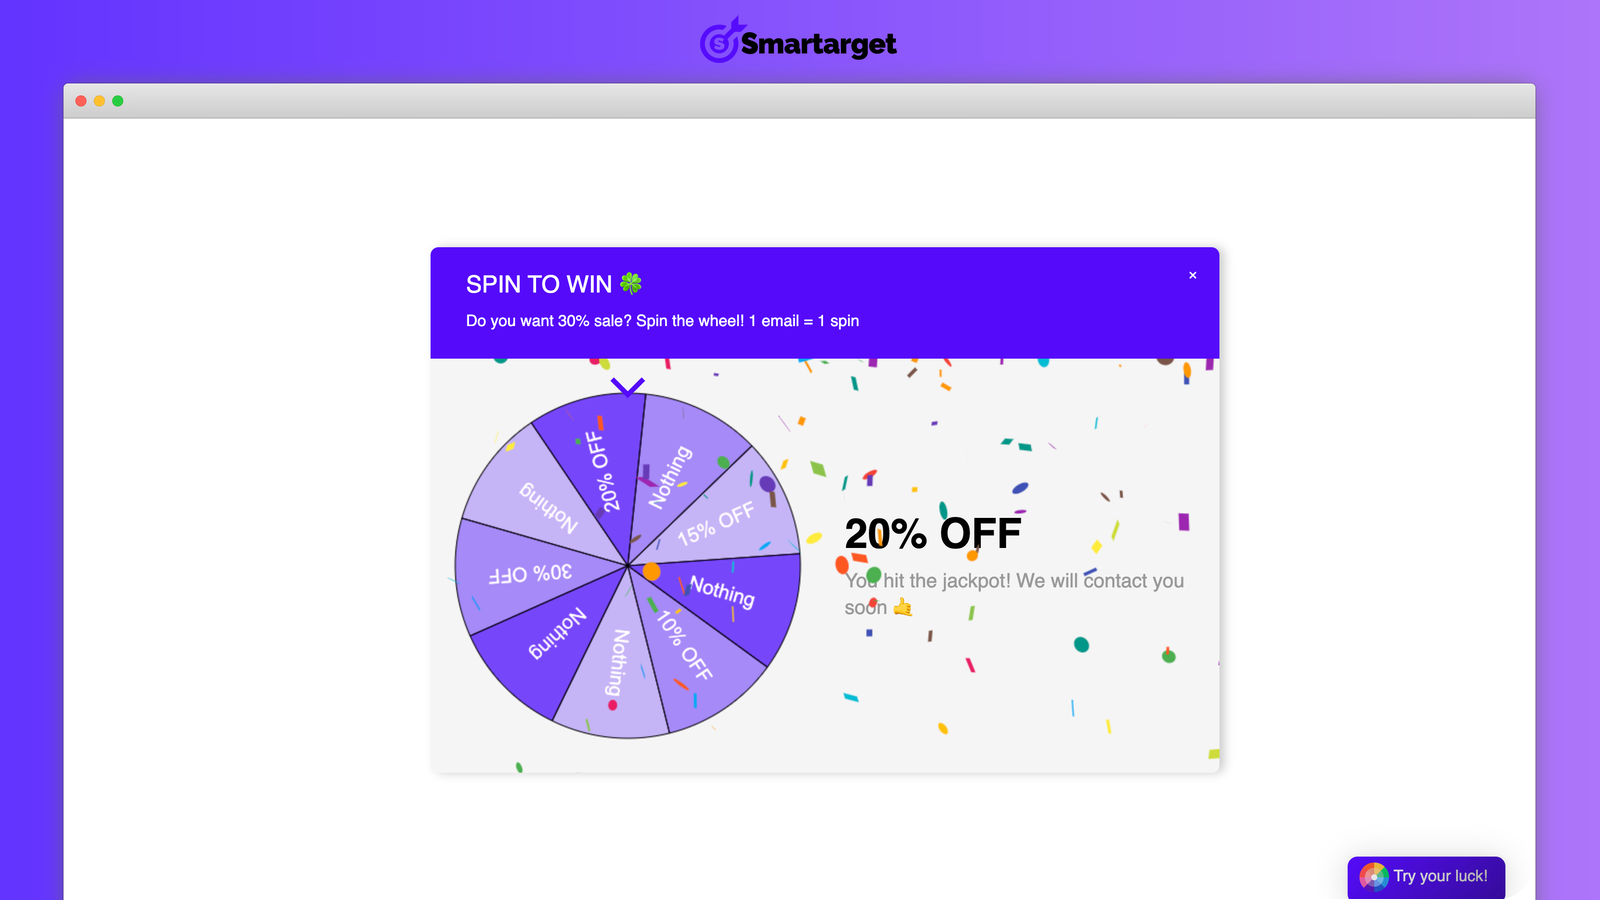 Smartarget
SPIN TO WIN 🍀
×
Do you want 30% sale? Spin the wheel! 1 email = 1 spin
20% OFF
Nothing
15% OFF
Nothing
10% OFF
Nothing
Nothing
30% OFF
Nothing
20% OFF
You hit the jackpot! We will contact you
soon 🤙
Try your luck!